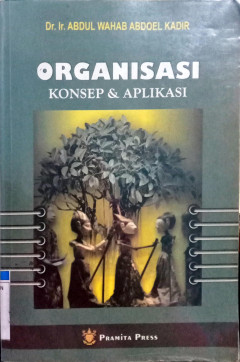 Dr. Ir. ABDUL WAHAB ABDOEL KADIR
ORGANISASI
KONSEP & APLIKASI
PRAMITA PRESS